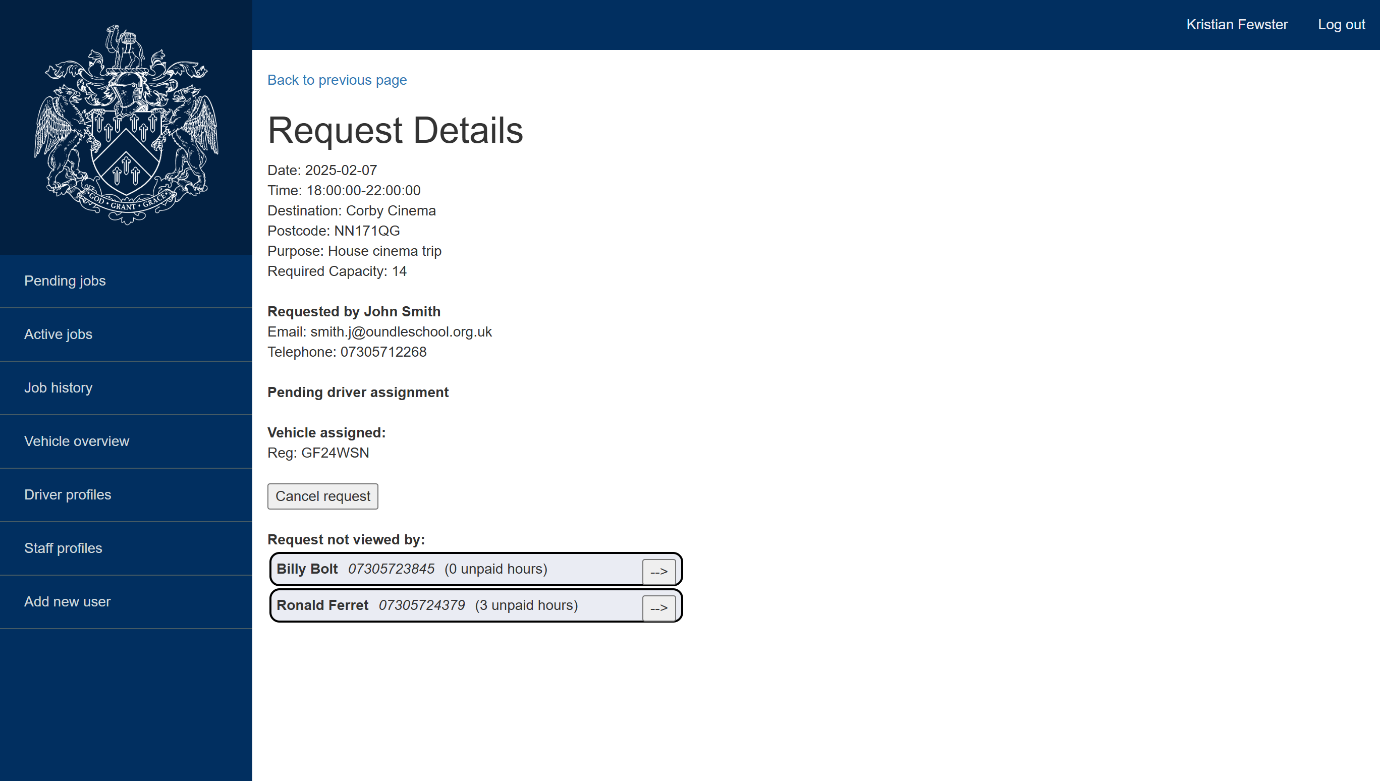 Kristian Fewster Log out
GOD • GRANT • GRACE
Pending jobs
Active jobs
Job history
Vehicle overview
Driver profiles
Staff profiles
Add new user
Back to previous page
Request Details
Date: 2025-02-07
Time: 18:00:00-22:00:00
Destination: Corby Cinema
Postcode: NN171QG
Purpose: House cinema trip
Required Capacity: 14
Requested by John Smith
Email: smith.j@oundleschool.org.uk
Telephone: 07305712268
Pending driver assignment
Vehicle assigned:
Reg: GF24WSN
Cancel request
Request not viewed by:
Billy Bolt 07305723845 (0 unpaid hours) -->
Ronald Ferret 07305724379 (3 unpaid hours) -->